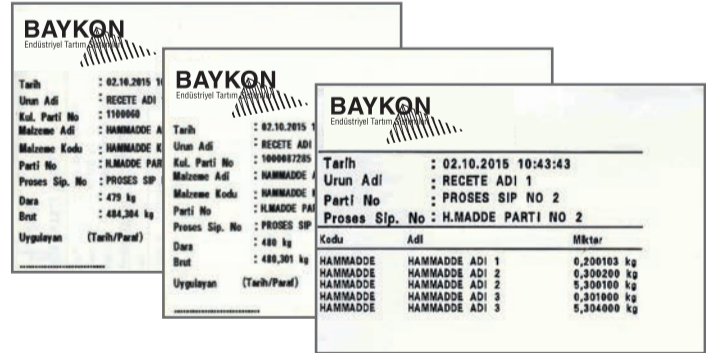 BAYKON
Endüstriyel Tartım Sistemleri
Tarih : 02.10.2015 10
Urun Adi : RECETE ADI
Kul. Parti No : 1100060
Malzeme Adi : HAMMADDE A
Malzeme Kodu : HAMMADDE K
Parti No : H.MADDE PAR
Proses Sip. No : PROSES SIP
Dara : 479 kg
Brut : 484,304 kg
Uygulayan (Tarih/Paraf)
BAYKON
Endüstriyel Tartım
Tarih : 02.10.2015 1
Urun Adi : RECETE ADI
Kul. Parti No : 1000087285
Malzeme Adi : HAMMADDE A
Malzeme Kodu : HAMMADDE
Parti No : H.MADDE PAR
Proses Sip. No : PROSES SIP
Dara : 480 kg
Brut : 480,301 kg
Uygulayan (Tarih/Paraf)
BAYKON
Endüstriyel Tartım
Tarih : 02.10.2015 10:43:43
Urun Adi : RECETE ADI 1
Parti No : PROSES SIP NO 2
Proses Sip. No : H.MADDE PARTI NO 2
Kodu Adi Miktar
HAMMADDE HAMMADDE ADI 1 0,200103 kg
HAMMADDE HAMMADDE ADI 2 0,300200 kg
HAMMADDE HAMMADDE ADI 2 5,300100 kg
HAMMADDE HAMMADDE ADI 3 0,301000 kg
HAMMADDE HAMMADDE ADI 3 5,304000 kg